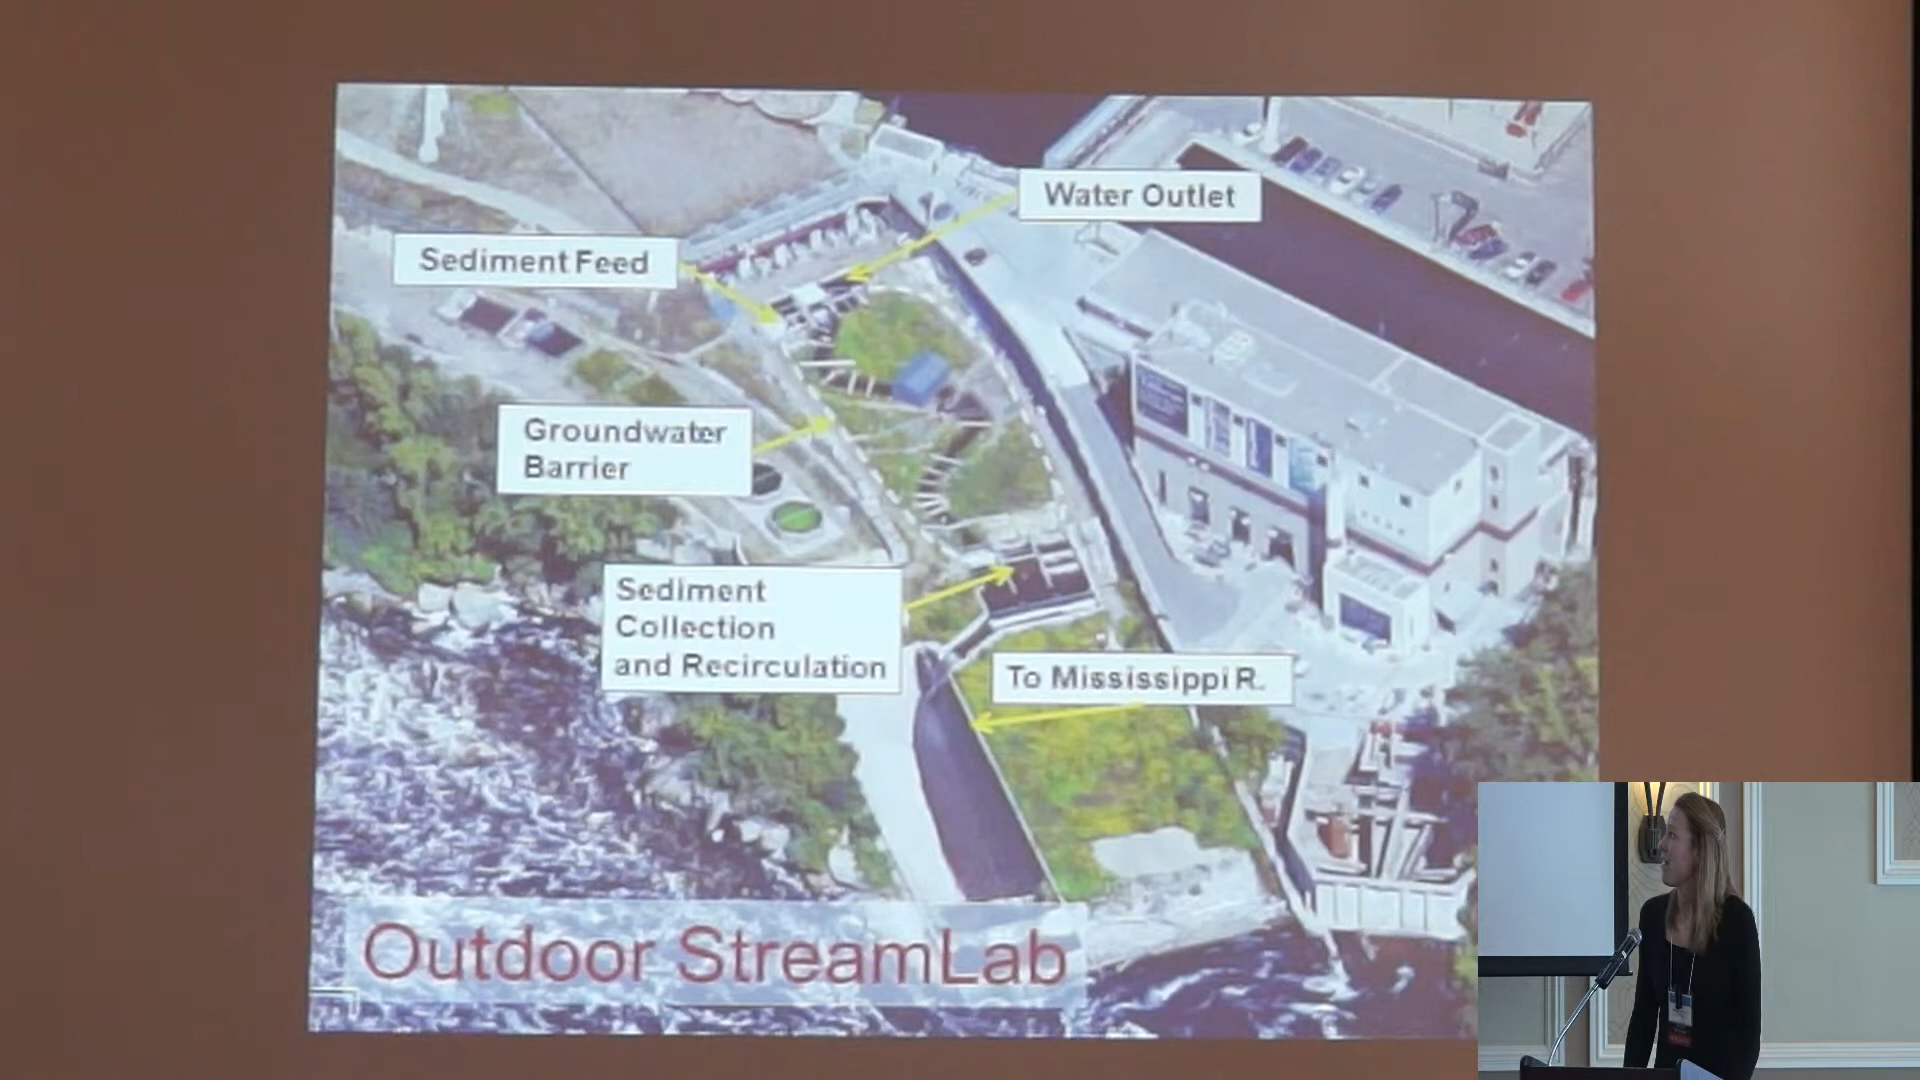 Water Outlet
Sediment Feed
Groundwater
Barrier
Sediment
Collection
and Recirculation
To Mississippi R.
Outdoor StreamLab